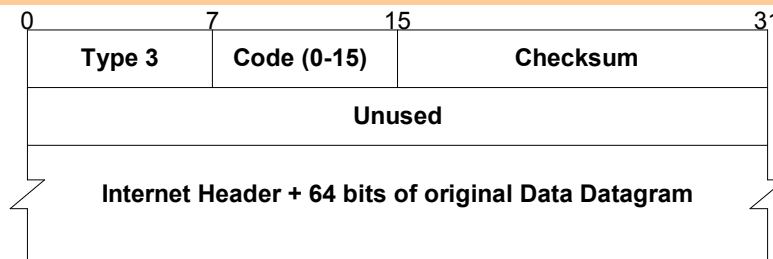 0 7 15 31
Type 3 Code (0-15) Checksum
Unused
Internet Header + 64 bits of original Data Datagram